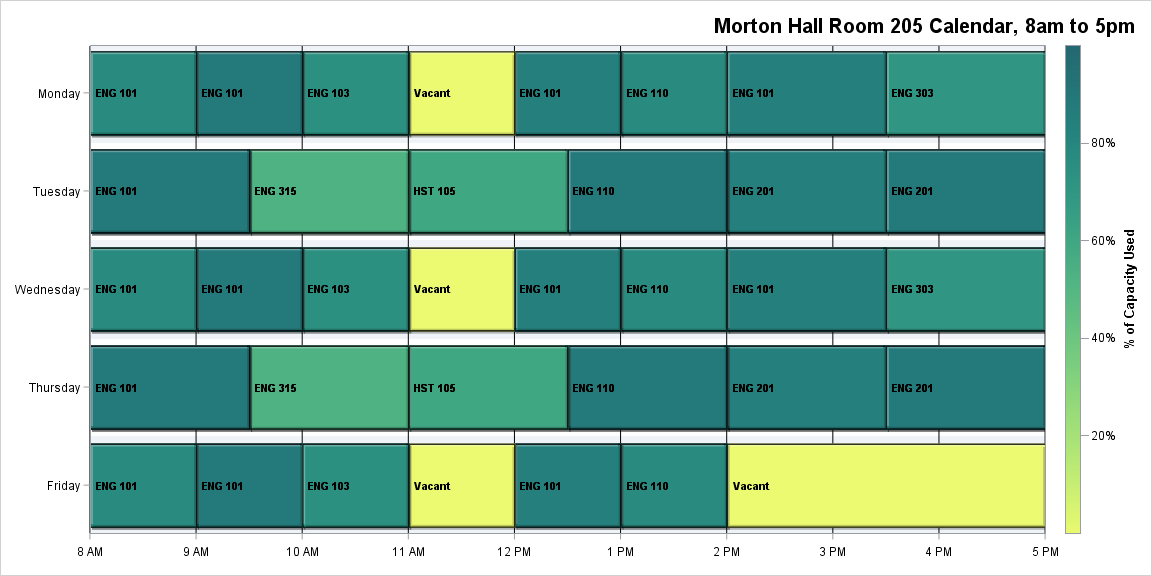 Morton Hall Room 205 Calendar, 8am to 5pm
Monday
ENG 101
ENG 101
ENG 103
Vacant
ENG 101
ENG 110
ENG 101
ENG 303
Tuesday
ENG 101
ENG 315
HST 105
ENG 110
ENG 201
ENG 201
Wednesday
ENG 101
ENG 101
ENG 103
Vacant
ENG 101
ENG 110
ENG 101
ENG 303
Thursday
ENG 101
ENG 315
HST 105
ENG 110
ENG 201
ENG 201
Friday
ENG 101
ENG 101
ENG 103
Vacant
ENG 101
ENG 110
Vacant
8 AM
9 AM
10 AM
11 AM
12 PM
1 PM
2 PM
3 PM
4 PM
5 PM
80%
60%
40%
20%
% of Capacity Used